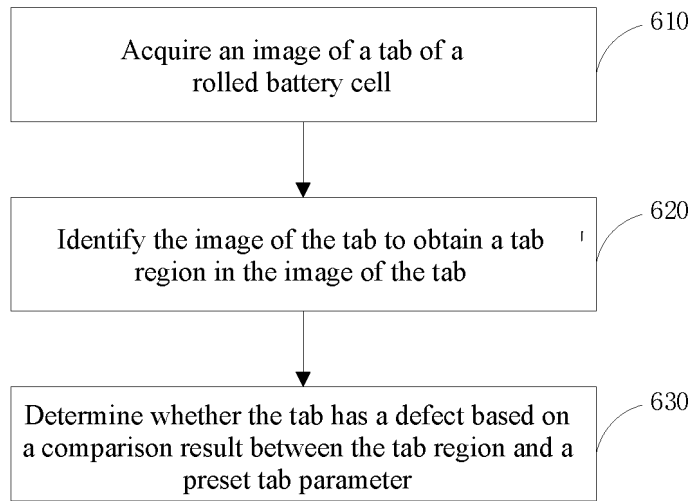 610
Acquire an image of a tab of a
rolled battery cell
620
Identify the image of the tab to obtain a tab
region in the image of the tab
630
Determine whether the tab has a defect based on
a comparison result between the tab region and a
preset tab parameter